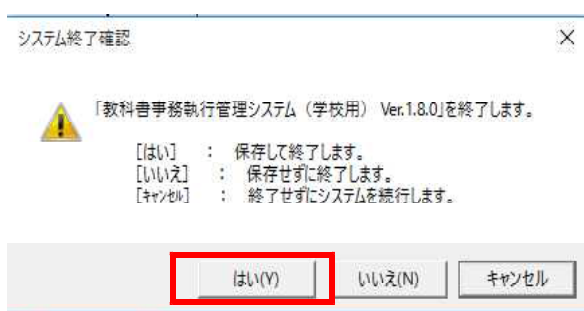 システム終了確認
「教科書事務執行管理システム（学校用） Ver.1.8.0」を終了します。
[はい] ： 保存して終了します。
[いいえ] ： 保存せずに終了します。
[ｷｬﾝｾﾙ] ： 終了せずにシステムを続行します。
はい(Y) いいえ(N) キャンセル